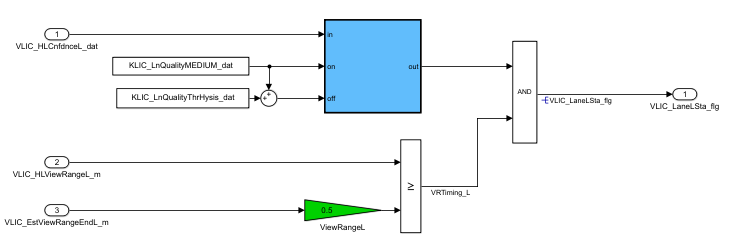 1
VLIC_HLCnfdnceL_dat
KLIC_LnQualityMEDIUM_dat
KLIC_LnQualityThrHysis_dat
+
+
in
on
off
out
AND
VLIC_LaneLSta_flg
1
VLIC_LaneLSta_flg
2
VLIC_HLViewRangeL_m
3
VLIC_EstViewRangeEndL_m
0.5
ViewRangeL
≥
VRTiming_L